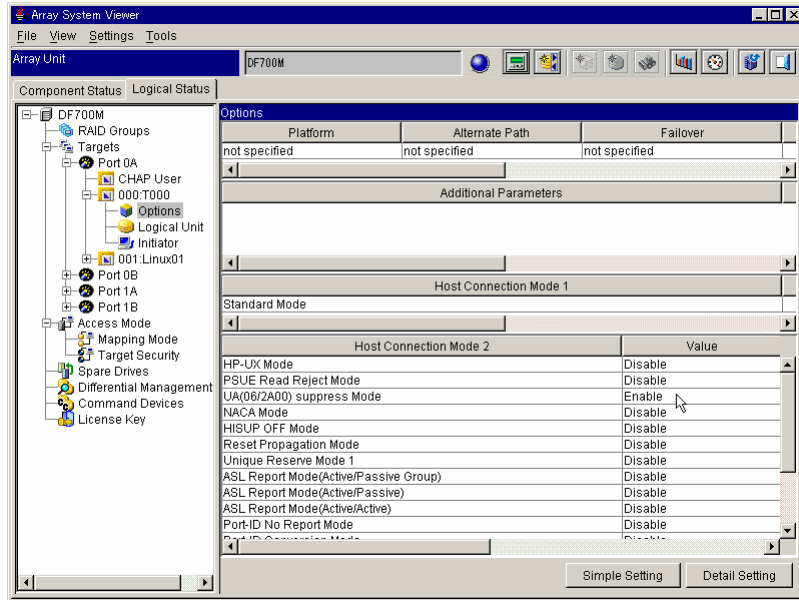 Array System Viewer
File View Settings Tools
Array Unit
DF700M
Component Status
Logical Status
DF700M
RAID Groups
Targets
Port 0A
CHAP User
000:T000
Options
Logical Unit
Initiator
001:Linux01
Port 0B
Port 1A
Port 1B
Access Mode
Mapping Mode
Target Security
Spare Drives
Differential Management
Command Devices
License Key
Options
Platform Alternate Path Failover
not specified not specified not specified
Additional Parameters
Host Connection Mode 1
Standard Mode
Host Connection Mode 2 Value
HP-UX Mode Disable
PSUE Read Reject Mode Disable
UA(06/2A00) suppress Mode Enable
NACA Mode Disable
HISUP OFF Mode Disable
Reset Propagation Mode Disable
Unique Reserve Mode 1 Disable
ASL Report Mode(Active/Passive Group) Disable
ASL Report Mode(Active/Passive) Disable
ASL Report Mode(Active/Active) Disable
Port-ID No Report Mode Disable
Port-ID Conversion Mode Disable
Simple Setting Detail Setting